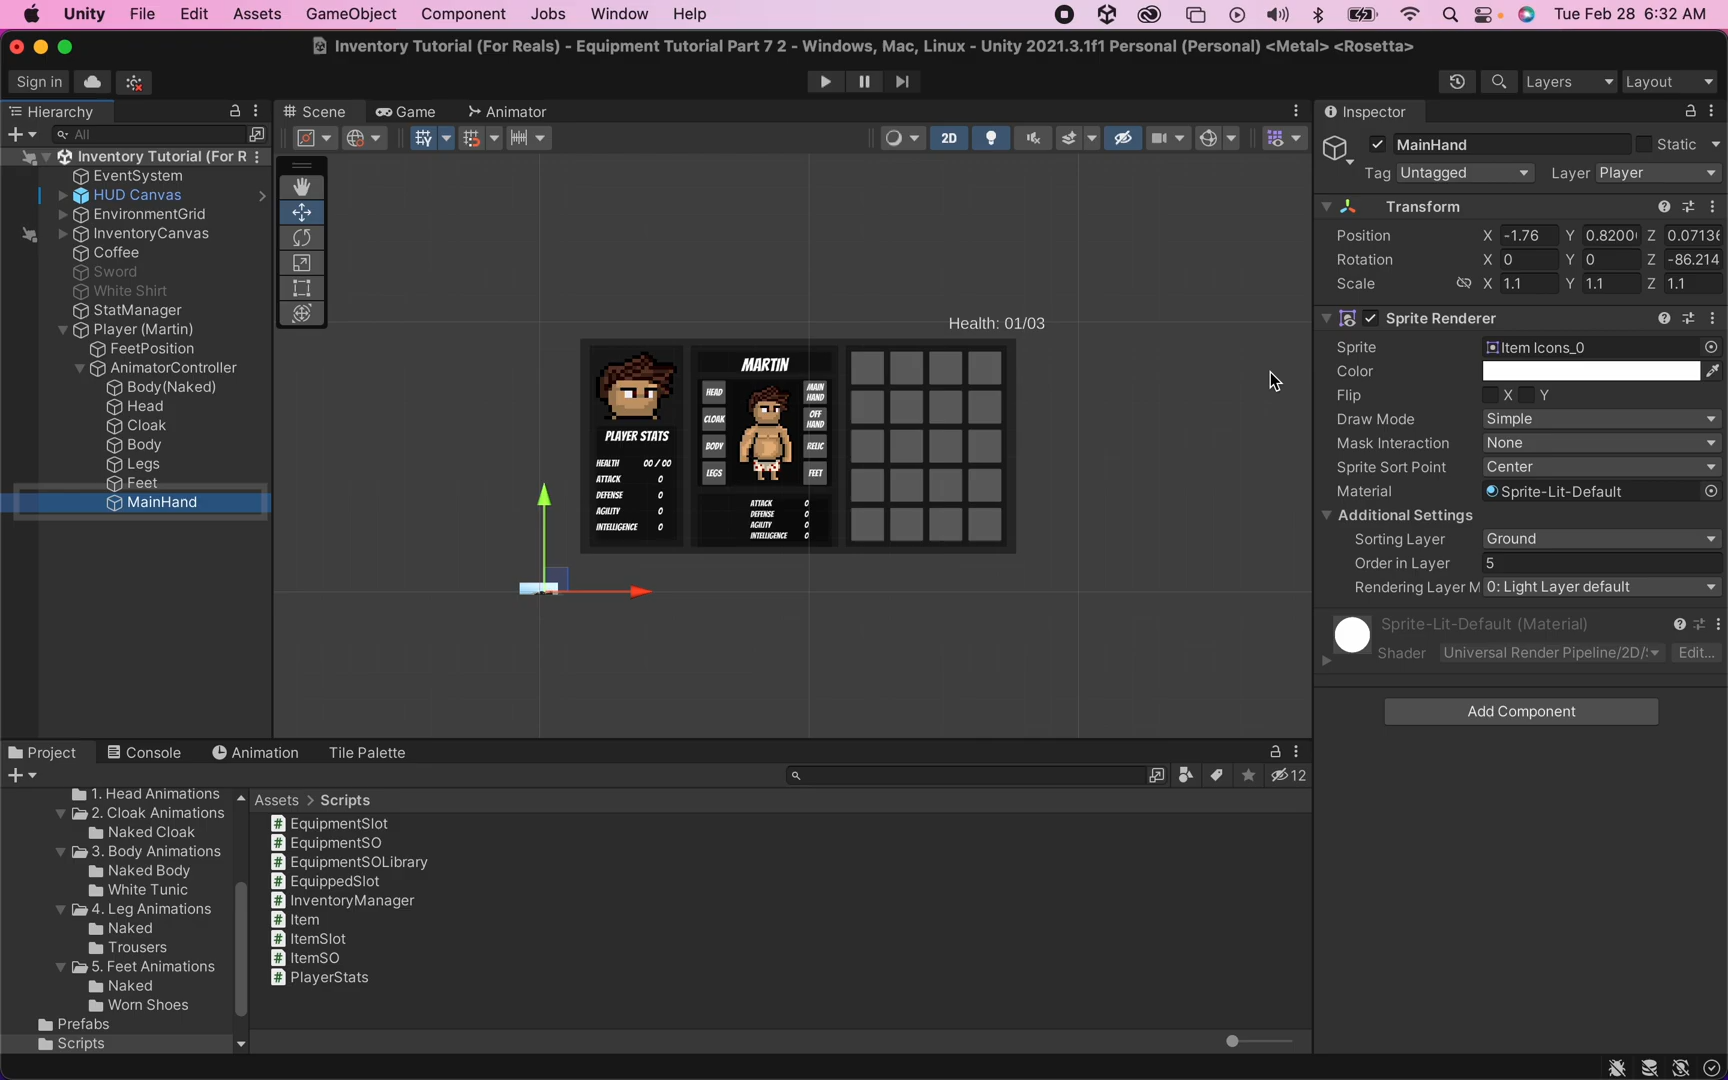 Unity File Edit Assets GameObject Component Jobs Window Help Tue Feb 28 6:32 AM
Inventory Tutorial (For Reals) - Equipment Tutorial Part 7 2 - Windows, Mac, Linux - Unity 2021.3.1f1 Personal (Personal) <Metal> <Rosetta>
Sign in Layers Layout
Hierarchy
All
Inventory Tutorial (For R
EventSystem
HUD Canvas
EnvironmentGrid
InventoryCanvas
Coffee
Sword
White Shirt
StatManager
Player (Martin)
FeetPosition
AnimatorController
Body(Naked)
Head
Cloak
Body
Legs
Feet
MainHand
Scene Game Animator
2D
Health: 01/03
PLAYER STATS
HEALTH 00 / 00
ATTACK 0
DEFENSE 0
AGILITY 0
INTELLIGENCE 0
MARTIN
HEAD
CLOAK
BODY
LEGS
MAIN
HAND
OFF
HAND
RELIC
FEET
ATTACK 0
DEFENSE 0
AGILITY 0
INTELLIGENCE 0
Inspector
MainHand Static
Tag Untagged Layer Player
Transform
Position X -1.76 Y 0.8200 Z 0.0713
Rotation X 0 Y 0 Z -86.214
Scale X 1.1 Y 1.1 Z 1.1
Sprite Renderer
Sprite Item Icons_0
Color
Flip X Y
Draw Mode Simple
Mask Interaction None
Sprite Sort Point Center
Material Sprite-Lit-Default
Additional Settings
Sorting Layer Ground
Order in Layer 5
Rendering Layer M 0: Light Layer default
Sprite-Lit-Default (Material)
Shader Universal Render Pipeline/2D/ Edit...
Add Component
Project Console Animation Tile Palette
12
1. Head Animations
2. Cloak Animations
Naked Cloak
3. Body Animations
Naked Body
White Tunic
4. Leg Animations
Naked
Trousers
5. Feet Animations
Naked
Worn Shoes
Prefabs
Scripts
Assets > Scripts
EquipmentSlot
EquipmentSO
EquipmentSOLibrary
EquippedSlot
InventoryManager
Item
ItemSlot
ItemSO
PlayerStats